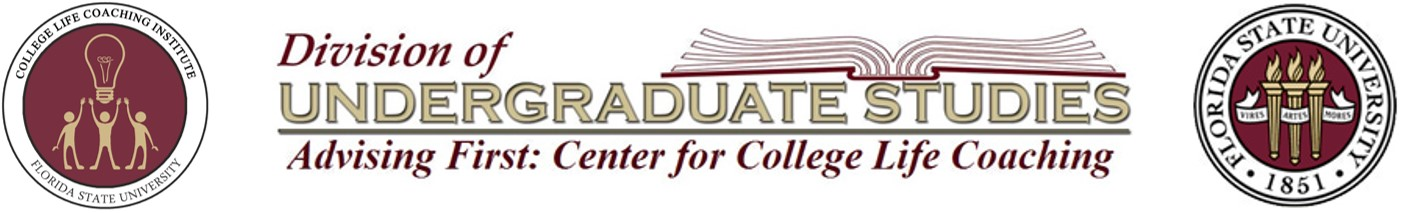 COLLEGE LIFE COACHING INSTITUTE
FLORIDA STATE UNIVERSITY
Division of
UNDERGRADUATE STUDIES
Advising First: Center for College Life Coaching
FLORIDA STATE UNIVERSITY
VIRES ARTES MORES
1851